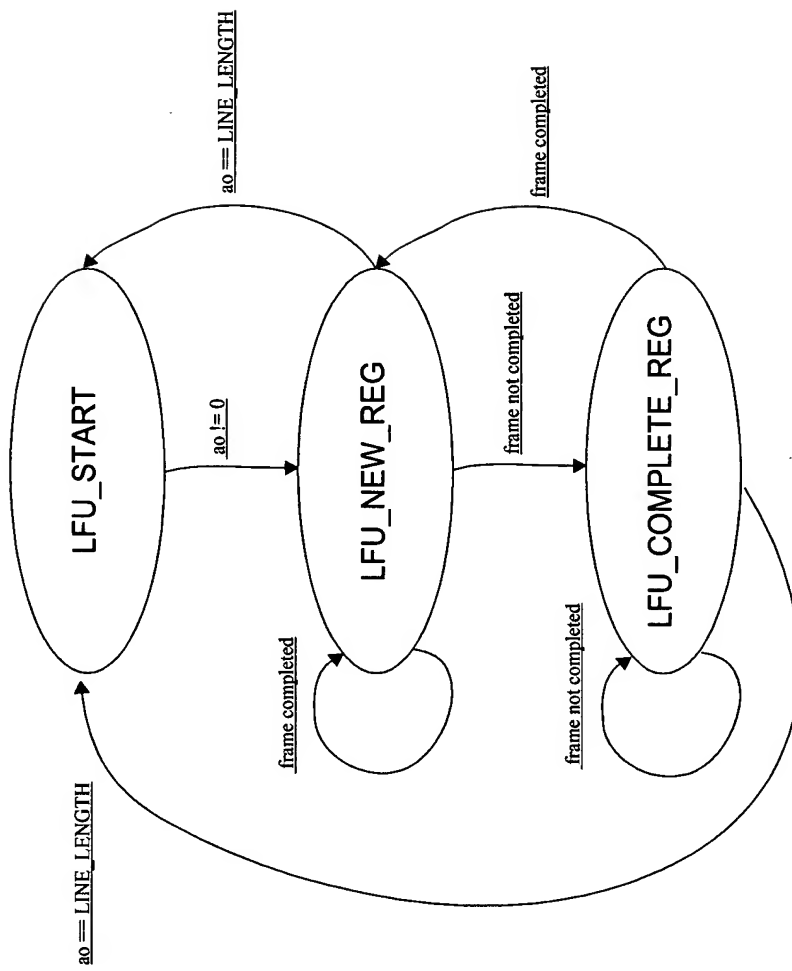 ao == LINE_LENGTH
LFU_START
ao == LINE_LENGTH
ao != 0
frame completed
LFU_NEW_REG
frame completed
frame not completed
frame not completed
LFU_COMPLETE_REG